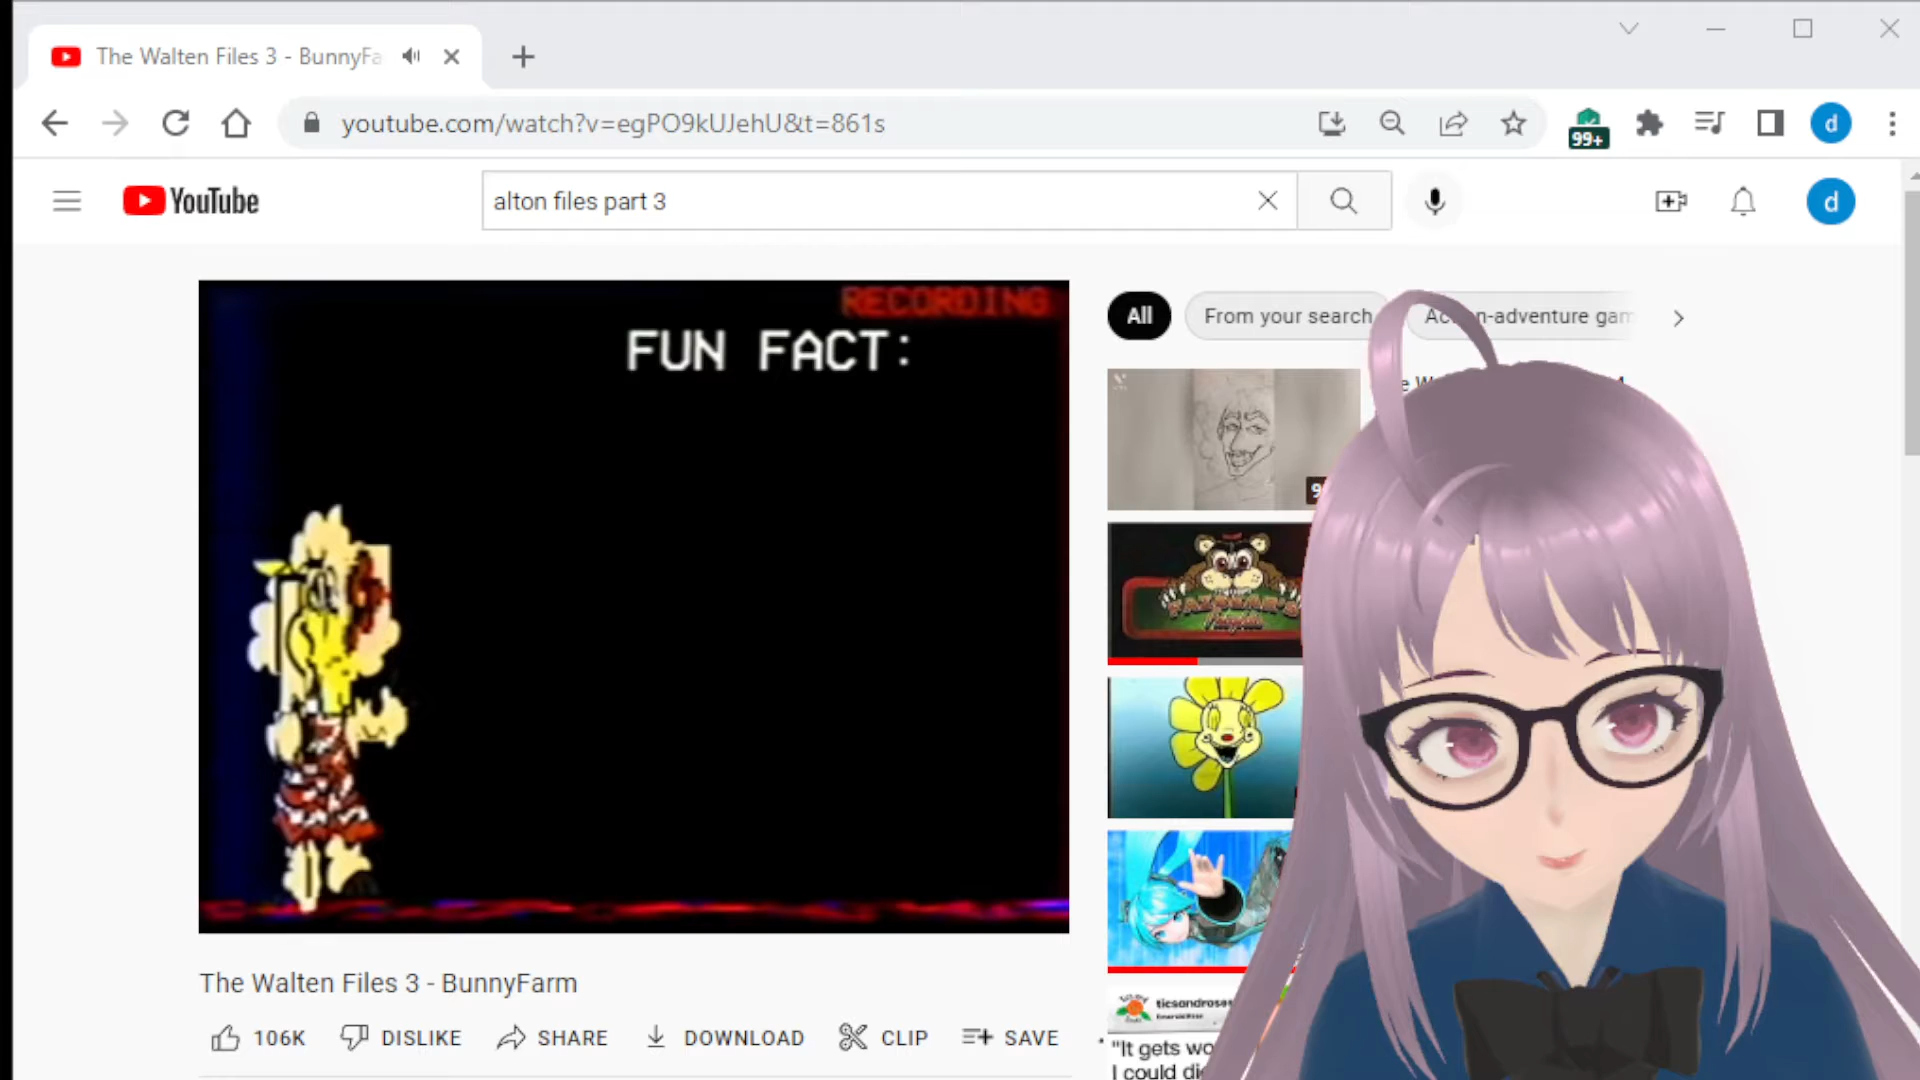 The Walten Files 3 - BunnyFa
youtube.com/watch?v=egPO9kUJehU&t=861s
99+
d
YouTube
alton files part 3
d
RECORDING
FUN FACT:
All
From your search
The Walten Files 3 - BunnyFarm
106K
DISLIKE
SHARE
DOWNLOAD
CLIP
SAVE
ticsandroses
"It gets wo
I could die